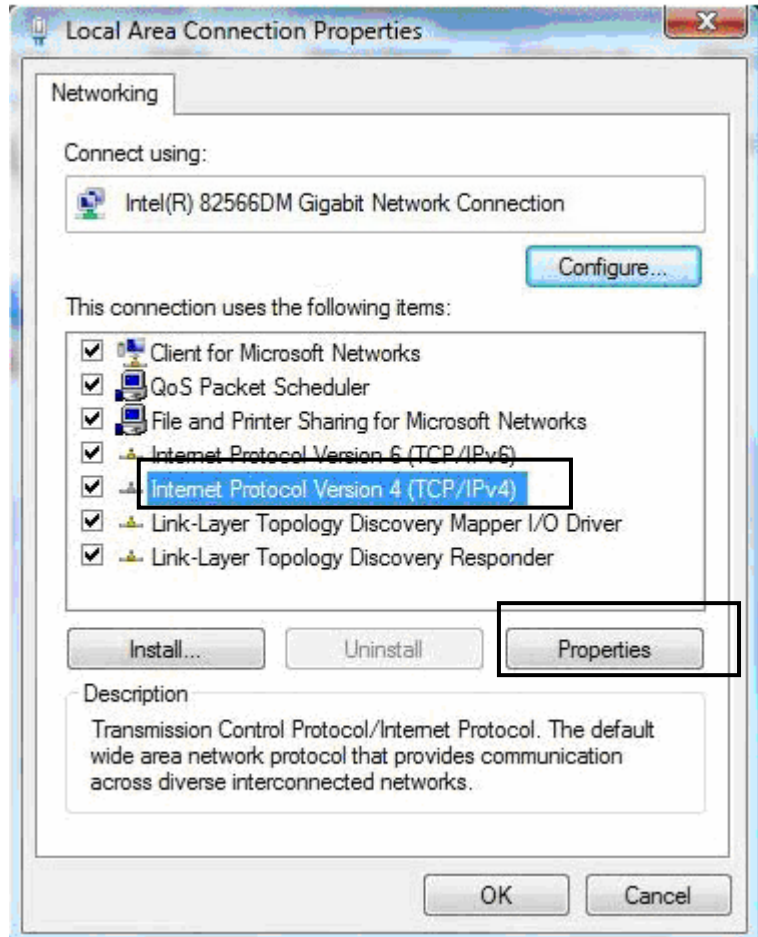 Local Area Connection Properties
Networking
Connect using:
Intel(R) 82566DM Gigabit Network Connection
Configure...
This connection uses the following items:
Client for Microsoft Networks
QoS Packet Scheduler
File and Printer Sharing for Microsoft Networks
Internet Protocol Version 6 (TCP/IPv6)
Internet Protocol Version 4 (TCP/IPv4)
Link-Layer Topology Discovery Mapper I/O Driver
Link-Layer Topology Discovery Responder
Install... Uninstall Properties
Description
Transmission Control Protocol/Internet Protocol. The default
wide area network protocol that provides communication
across diverse interconnected networks.
OK Cancel